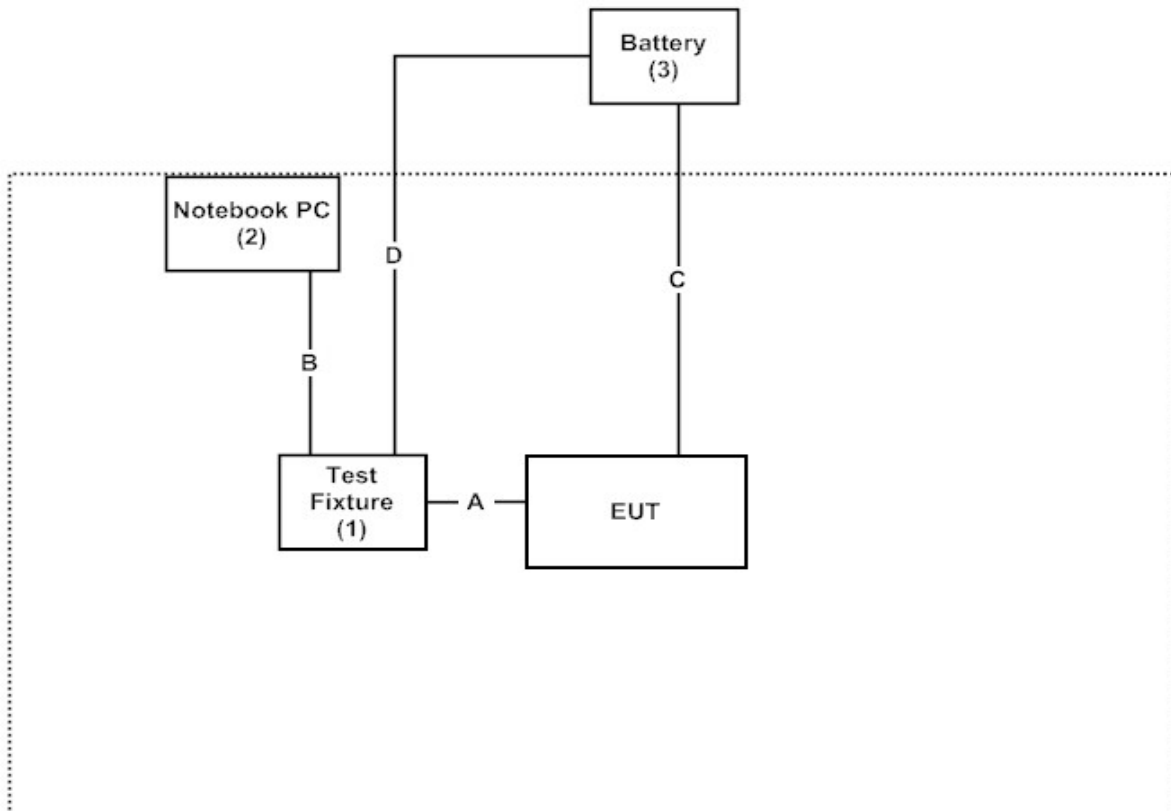 Battery
(3)
Notebook PC
(2)
D
C
B
Test
Fixture
(1)
A
EUT